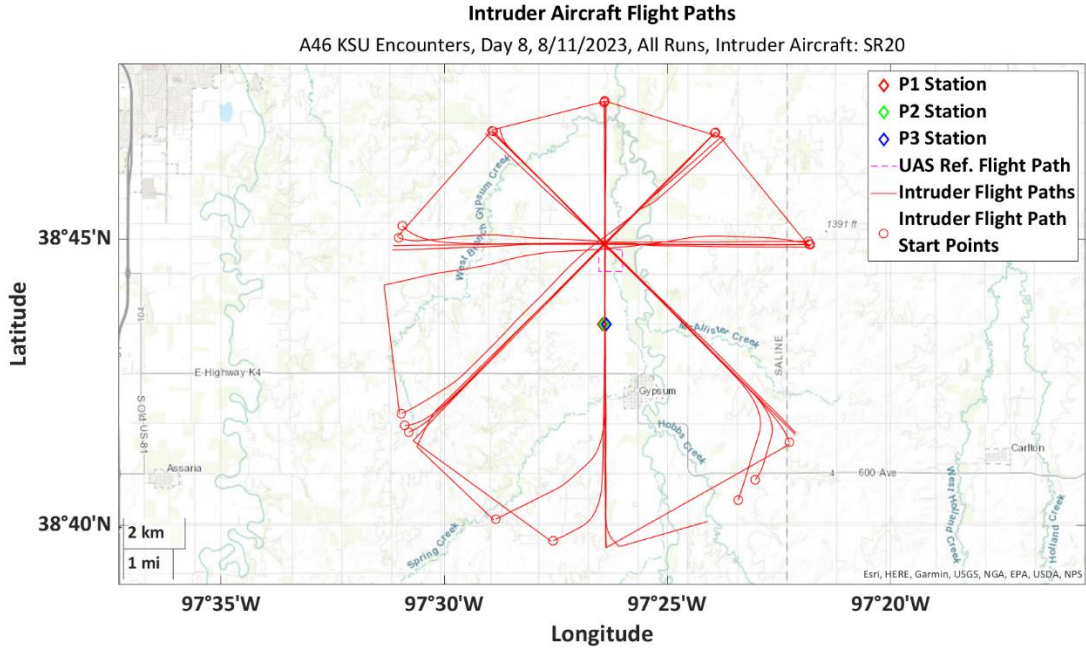 Intruder Aircraft Flight Paths
A46 KSU Encounters, Day 8, 8/11/2023, All Runs, Intruder Aircraft: SR20
P1 Station
P2 Station
P3 Station
UAS Ref. Flight Path
Intruder Flight Paths
Intruder Flight Path
Start Points
West Branch Gypsum Creek
1391 ft
38°45'N
Latitude
104
McAllister Creek
SALINE
E Highway K4
Gypsum
S Old US-81
Hobbs Creek
Assaria
Carlton
4
600 Ave
West Holland Creek
Holland Creek
38°40'N
Spring Creek
2 km
1 mi
Esri, HERE, Garmin, USGS, NGA, EPA, USDA, NPS
97°35'W
97°30'W
97°25'W
97°20'W
Longitude